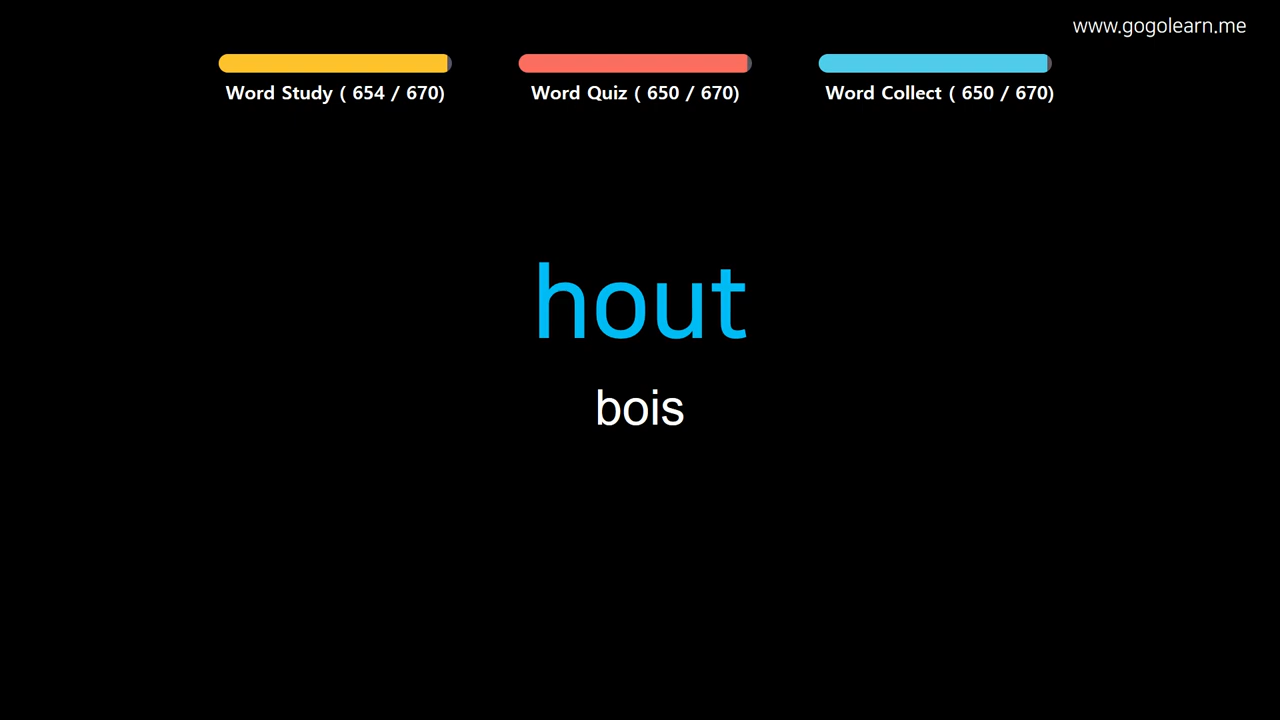 www.gogolearn.me
Word Study ( 654 / 670)
Word Quiz ( 650 / 670)
Word Collect ( 650 / 670)
hout
bois